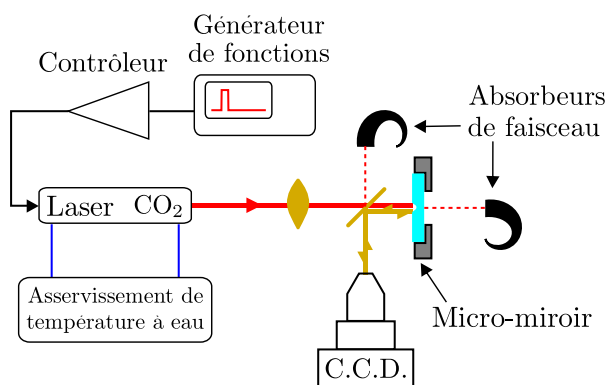 Générateur
de fonctions
Contrôleur
Absorbeurs
de faisceau
Laser CO₂
Asservissement de
température à eau
Micro-miroir
C.C.D.